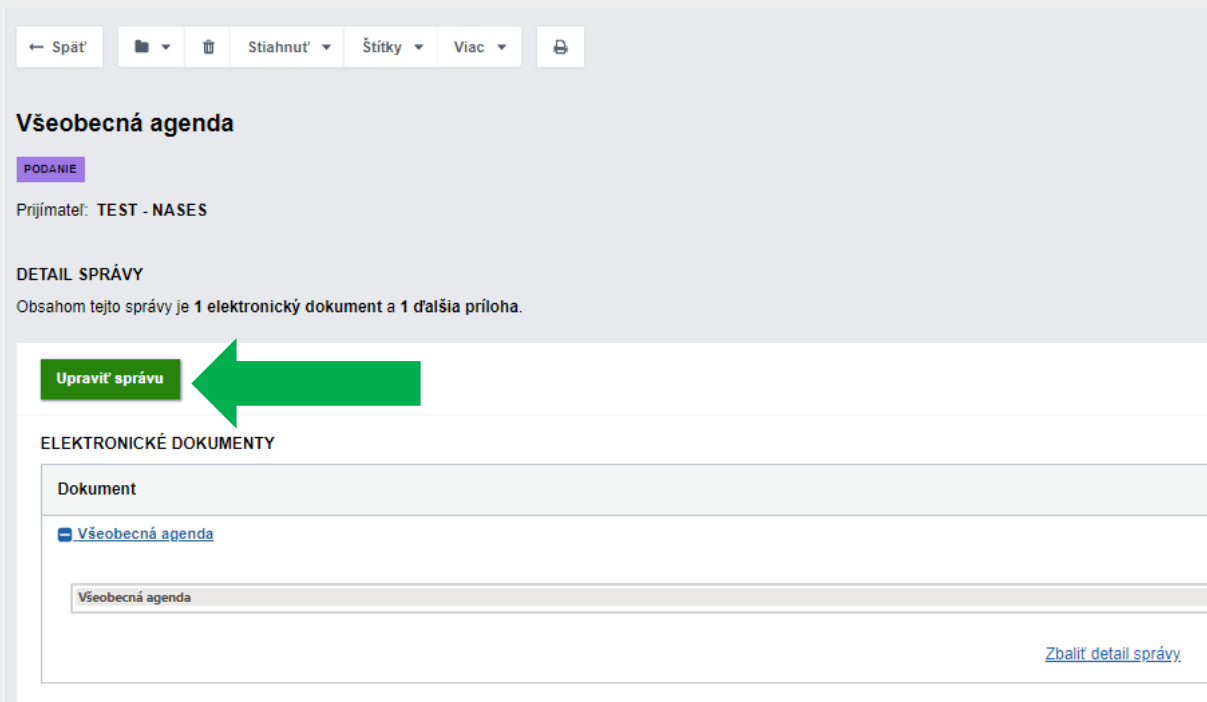 ← Späť Stiahnuť Štítky Viac
Všeobecná agenda
PODANIE
Prijímateľ: TEST - NASES
DETAIL SPRÁVY
Obsahom tejto správy je 1 elektronický dokument a 1 ďalšia príloha.
Upraviť správu
ELEKTRONICKÉ DOKUMENTY
Dokument
Všeobecná agenda
Všeobecná agenda
Zbaliť detail správy